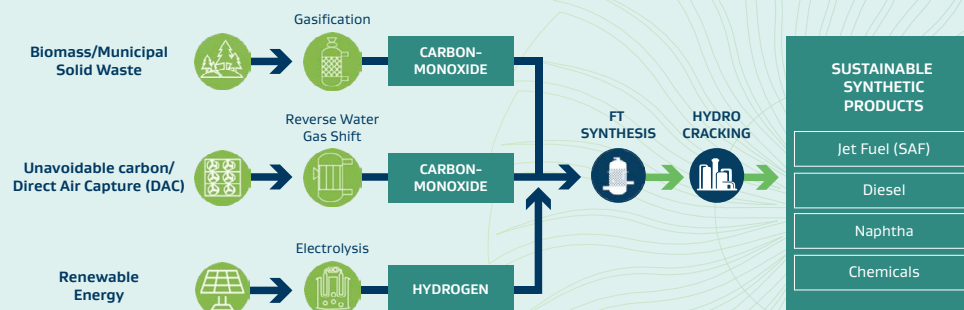 Gasification
Biomass/Municipal
Solid Waste
CARBON-
MONOXIDE
Reverse Water
Gas Shift
Unavoidable carbon/
Direct Air Capture (DAC)
CARBON-
MONOXIDE
Electrolysis
Renewable
Energy
HYDROGEN
FT
SYNTHESIS
HYDRO
CRACKING
SUSTAINABLE
SYNTHETIC
PRODUCTS
Jet Fuel (SAF)
Diesel
Naphtha
Chemicals